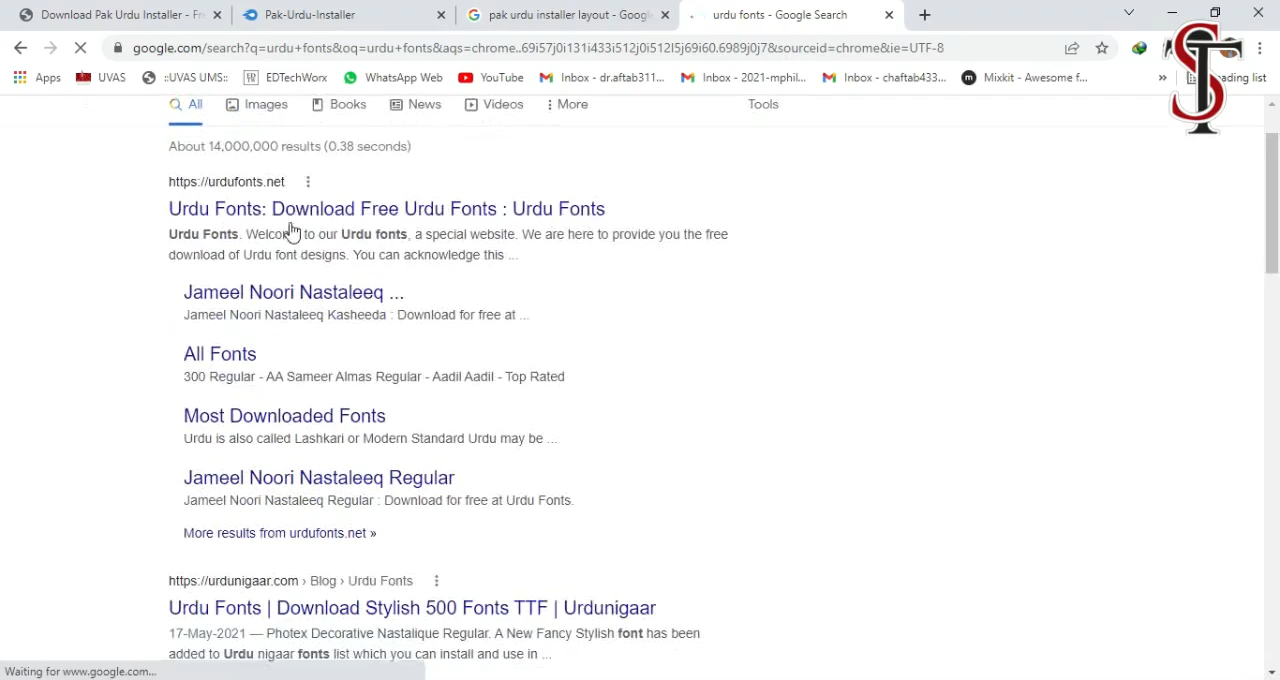 Download Pak Urdu Installer - Fr
Pak-Urdu-Installer
pak urdu installer layout - Googl
urdu fonts - Google Search
google.com/search?q=urdu+fonts&oq=urdu+fonts&aqs=chrome..69i57j0i131i433i512j0i512l5j69i60.6989j0j7&sourceid=chrome&ie=UTF-8
Apps
UVAS
::UVAS UMS::
EDTechWorx
WhatsApp Web
YouTube
Inbox - dr.aftab311...
Inbox - 2021-mphil...
Inbox - chaftab433...
Mixkit - Awesome f...
»
ding list
All
Images
Books
News
Videos
More
Tools
About 14,000,000 results (0.38 seconds)
https://urdufonts.net
Urdu Fonts: Download Free Urdu Fonts : Urdu Fonts
Urdu Fonts. Welcome to our Urdu fonts, a special website. We are here to provide you the free
download of Urdu font designs. You can acknowledge this ...
Jameel Noori Nastaleeq ...
Jameel Noori Nastaleeq Kasheeda : Download for free at ...
All Fonts
300 Regular - AA Sameer Almas Regular - Aadil Aadil - Top Rated
Most Downloaded Fonts
Urdu is also called Lashkari or Modern Standard Urdu may be ...
Jameel Noori Nastaleeq Regular
Jameel Noori Nastaleeq Regular : Download for free at Urdu Fonts.
More results from urdufonts.net »
https://urdunigaar.com › Blog › Urdu Fonts
Urdu Fonts | Download Stylish 500 Fonts TTF | Urdunigaar
17-May-2021 — Photex Decorative Nastalique Regular. A New Fancy Stylish font has been
added to Urdu nigaar fonts list which you can install and use in ...
Waiting for www.google.com...